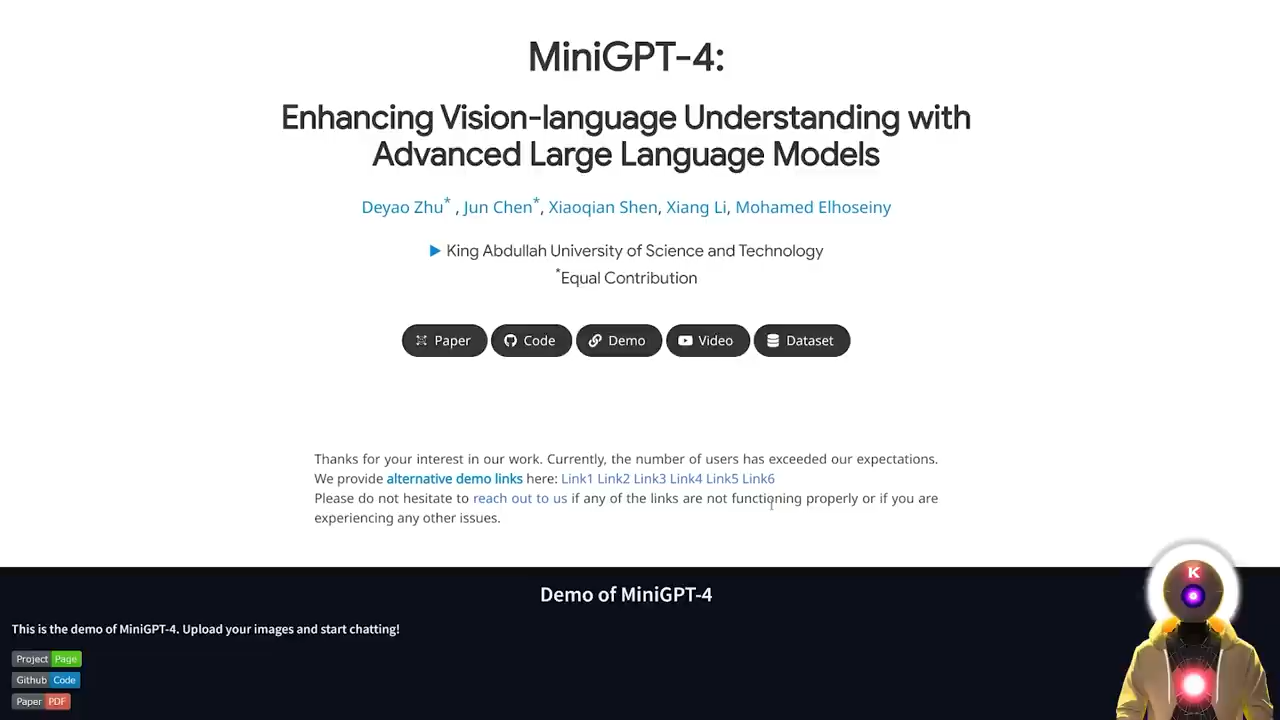 MiniGPT-4:
Enhancing Vision-language Understanding with
Advanced Large Language Models
Deyao Zhu* , Jun Chen*, Xiaoqian Shen, Xiang Li, Mohamed Elhoseiny
▶ King Abdullah University of Science and Technology
*Equal Contribution
Paper Code Demo Video Dataset
Thanks for your interest in our work. Currently, the number of users has exceeded our expectations.
We provide alternative demo links here: Link1 Link2 Link3 Link4 Link5 Link6
Please do not hesitate to reach out to us if any of the links are not functioning properly or if you are
experiencing any other issues.
Demo of MiniGPT-4
This is the demo of MiniGPT-4. Upload your images and start chatting!
Project Page
Github Code
Paper PDF
K